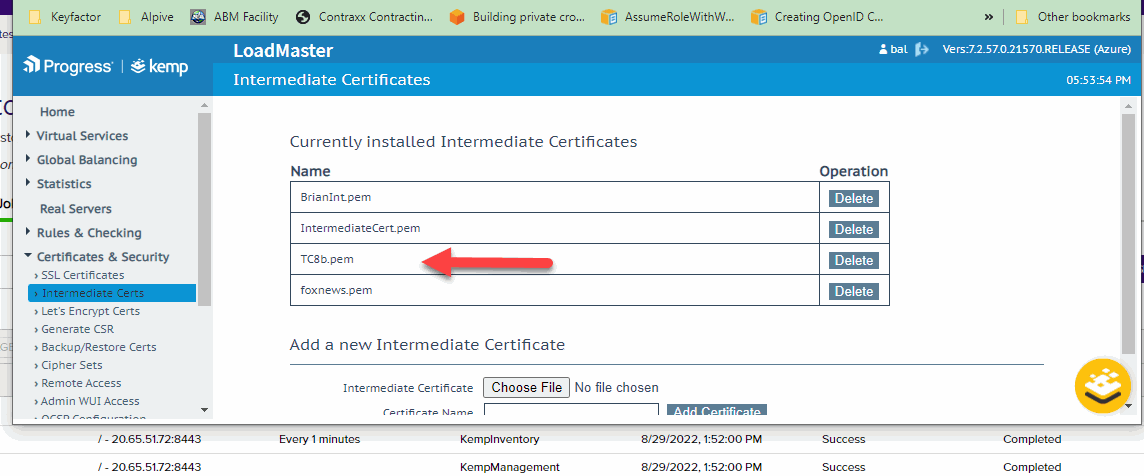 Keyfactor Alpive ABM Facility Contraxx Contractin... Building private cro... AssumeRoleWithW... Creating OpenID C... » Other bookmarks
LoadMaster
bal Vers:7.2.57.0.21570.RELEASE (Azure)
Progress | kemp
Intermediate Certificates
05:53:54 PM
Home
Virtual Services
Global Balancing
Statistics
Real Servers
Rules & Checking
Certificates & Security
› SSL Certificates
› Intermediate Certs
› Let's Encrypt Certs
› Generate CSR
› Backup/Restore Certs
› Cipher Sets
› Remote Access
› Admin WUI Access
› OCSP Configuration
Currently installed Intermediate Certificates
Name Operation
BrianInt.pem Delete
IntermediateCert.pem Delete
TC8b.pem Delete
foxnews.pem Delete
Add a new Intermediate Certificate
Intermediate Certificate Choose File No file chosen
Certificate Name Add Certificate
/ - 20.65.51.72:8443 Every 1 minutes KempInventory 8/29/2022, 1:52:00 PM Success Completed
/ - 20.65.51.72:8443 KempManagement 8/29/2022, 1:52:00 PM Success Completed